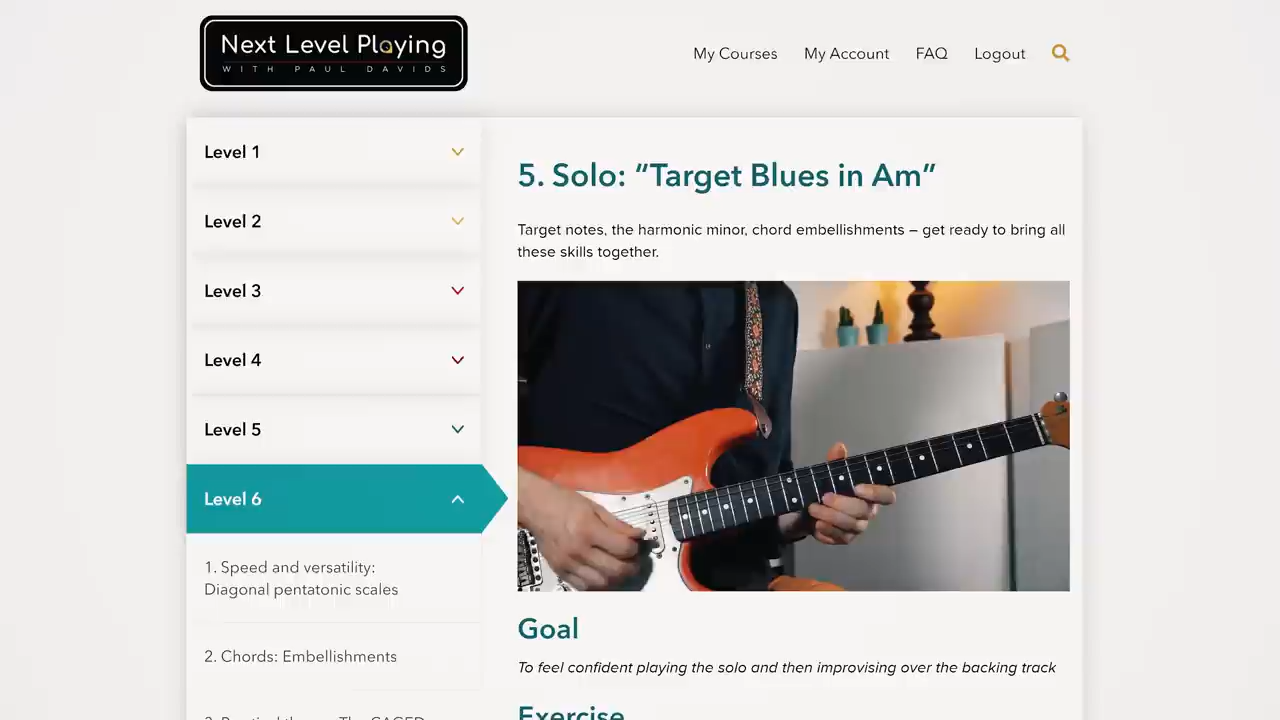 Next Level Playing
WITH PAUL DAVIDS
My Courses My Account FAQ Logout
Level 1
Level 2
Level 3
Level 4
Level 5
Level 6
1. Speed and versatility:
Diagonal pentatonic scales
2. Chords: Embellishments
5. Solo: “Target Blues in Am”
Target notes, the harmonic minor, chord embellishments – get ready to bring all
these skills together.
Goal
To feel confident playing the solo and then improvising over the backing track
Exercise